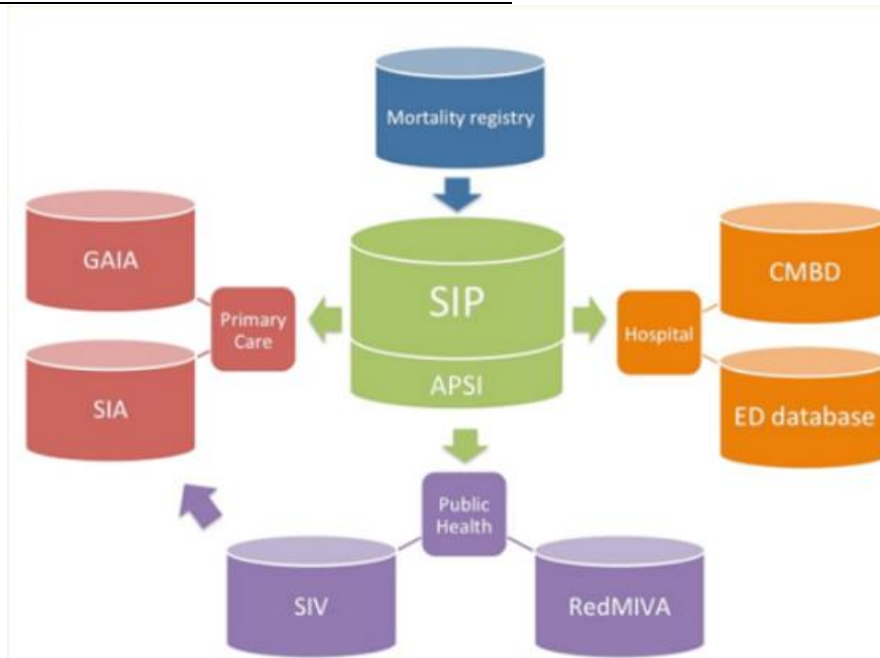 Mortality registry
GAIA
SIP
CMBD
Primary
Care
Hospital
SIA
APSI
ED database
Public
Health
SIV
RedMIVA